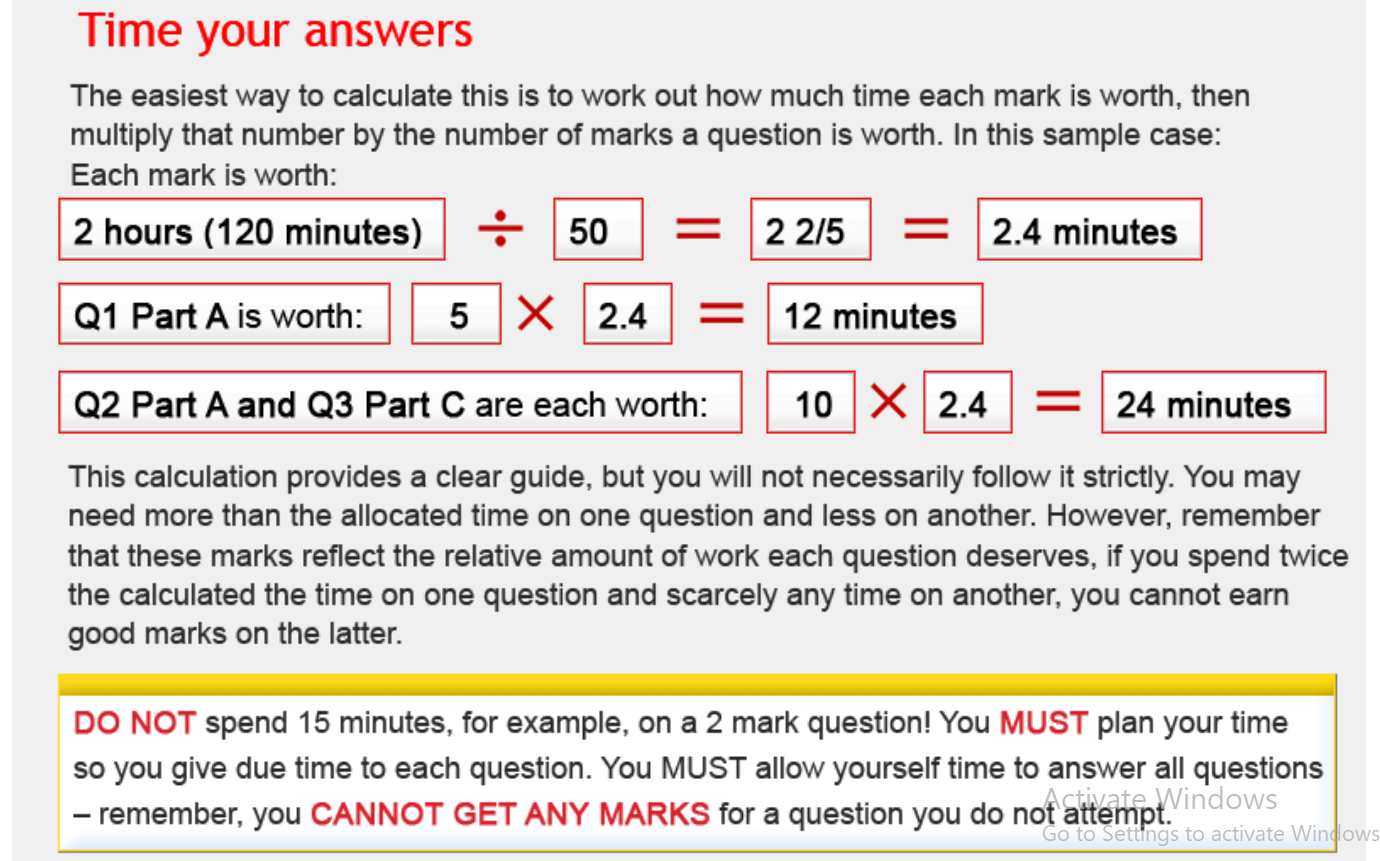 Time your answers
The easiest way to calculate this is to work out how much time each mark is worth, then
multiply that number by the number of marks a question is worth. In this sample case:
Each mark is worth:
2 hours (120 minutes) ÷ 50 = 2 2/5 = 2.4 minutes
Q1 Part A is worth: 5 × 2.4 = 12 minutes
Q2 Part A and Q3 Part C are each worth: 10 × 2.4 = 24 minutes
This calculation provides a clear guide, but you will not necessarily follow it strictly. You may
need more than the allocated time on one question and less on another. However, remember
that these marks reflect the relative amount of work each question deserves, if you spend twice
the calculated the time on one question and scarcely any time on another, you cannot earn
good marks on the latter.
DO NOT spend 15 minutes, for example, on a 2 mark question! You MUST plan your time
so you give due time to each question. You MUST allow yourself time to answer all questions
– remember, you CANNOT GET ANY MARKS for a question you do not attempt.
Activate Windows
Go to Settings to activate Windows